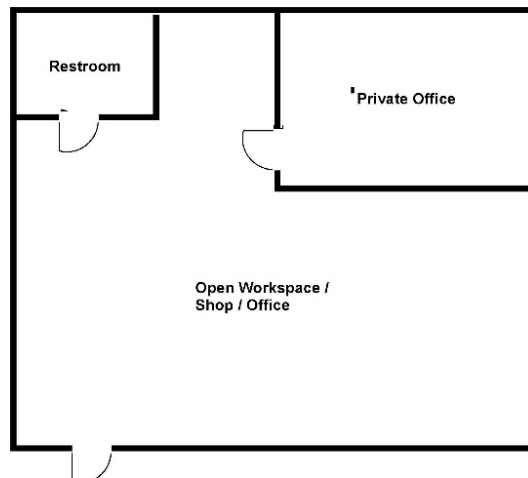 Restroom
Private Office
Open Workspace /
Shop / Office